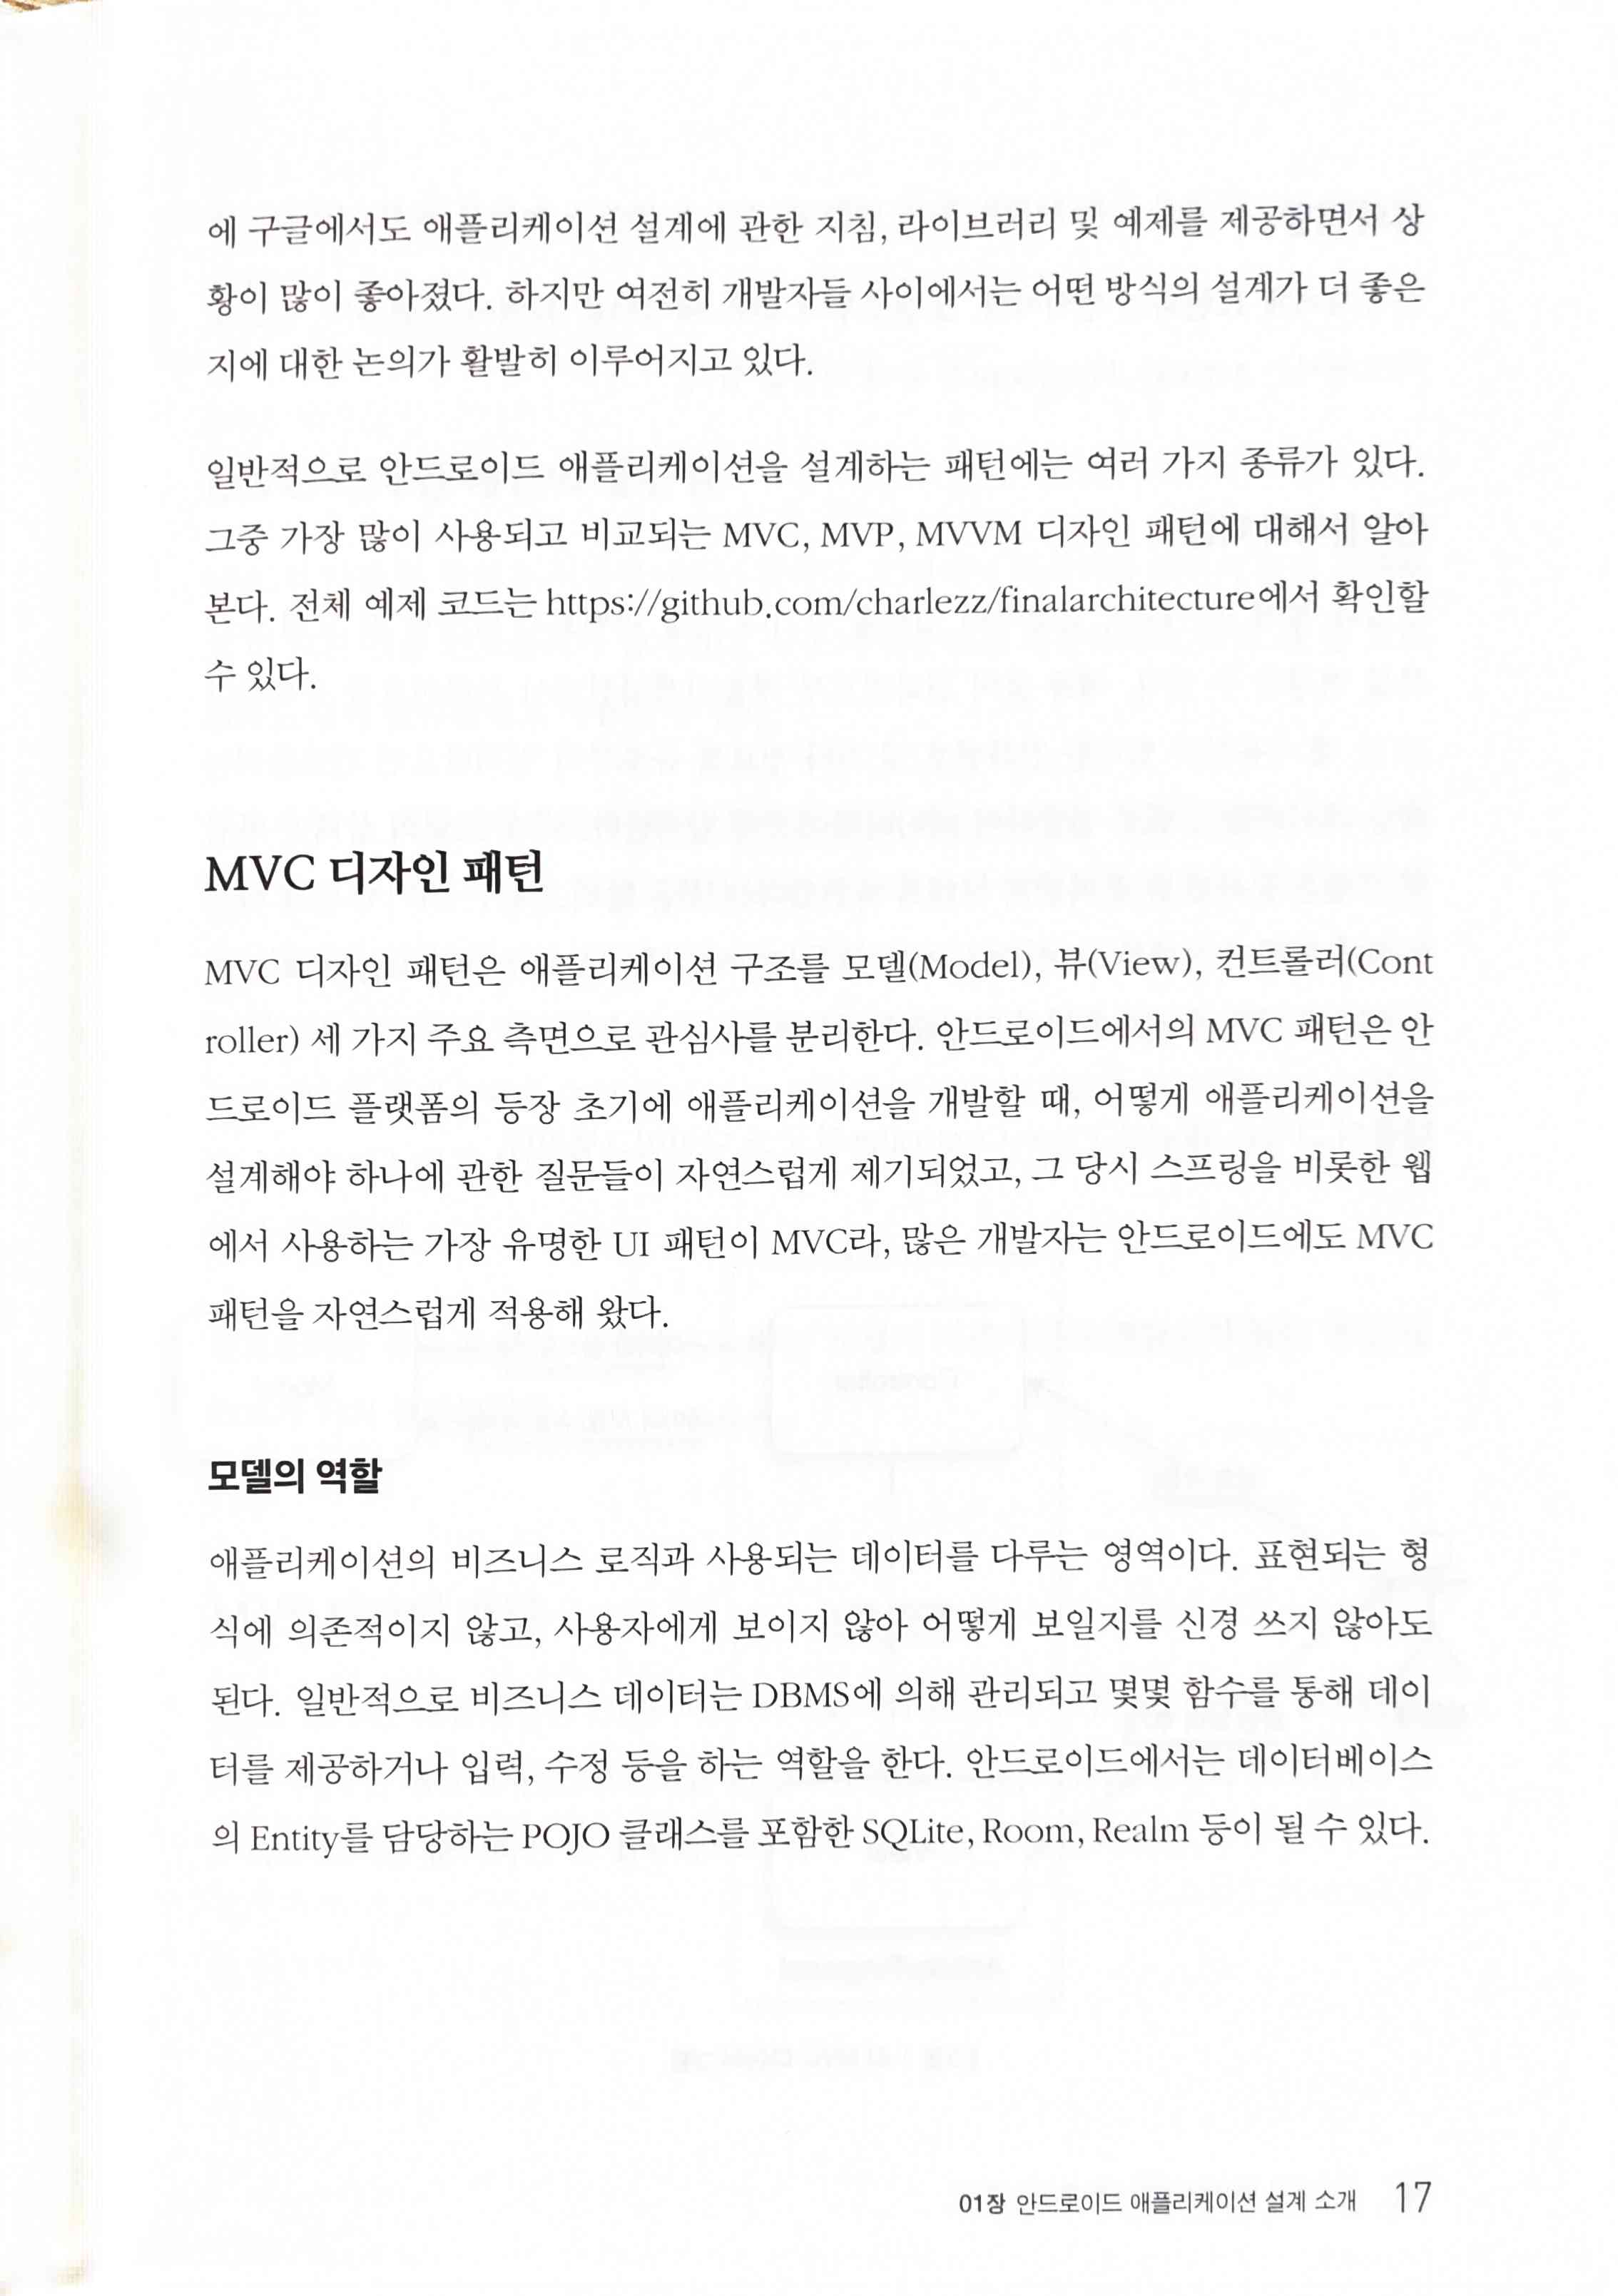 에 구글에서도 애플리케이션 설계에 관한 지침, 라이브러리 및 예제를 제공하면서 상
황이 많이 좋아졌다. 하지만 여전히 개발자들 사이에서는 어떤 방식의 설계가 더 좋은
지에 대한 논의가 활발히 이루어지고 있다.
일반적으로 안드로이드 애플리케이션을 설계하는 패턴에는 여러 가지 종류가 있다.
그중 가장 많이 사용되고 비교되는 MVC, MVP, MVVM 디자인 패턴에 대해서 알아
본다. 전체 예제 코드는 https://github.com/charlezz/finalarchitecture에서 확인할
수 있다.
MVC 디자인 패턴
MVC 디자인 패턴은 애플리케이션 구조를 모델(Model), 뷰(View), 컨트롤러(Cont
roller) 세 가지 주요 측면으로 관심사를 분리한다. 안드로이드에서의 MVC 패턴은 안
드로이드 플랫폼의 등장 초기에 애플리케이션을 개발할 때, 어떻게 애플리케이션을
설계해야 하나에 관한 질문들이 자연스럽게 제기되었고, 그 당시 스프링을 비롯한 웹
에서 사용하는 가장 유명한 UI 패턴이 MVC라, 많은 개발자는 안드로이드에도 MVC
패턴을 자연스럽게 적용해 왔다.
모델의 역할
애플리케이션의 비즈니스 로직과 사용되는 데이터를 다루는 영역이다. 표현되는 형
식에 의존적이지 않고, 사용자에게 보이지 않아 어떻게 보일지를 신경 쓰지 않아도
된다. 일반적으로 비즈니스 데이터는 DBMS에 의해 관리되고 몇몇 함수를 통해 데이
터를 제공하거나 입력, 수정 등을 하는 역할을 한다. 안드로이드에서는 데이터베이스
의 Entity를 담당하는 POJO 클래스를 포함한 SQLite, Room, Realm 등이 될 수 있다.
01장 안드로이드 애플리케이션 설계 소개 17